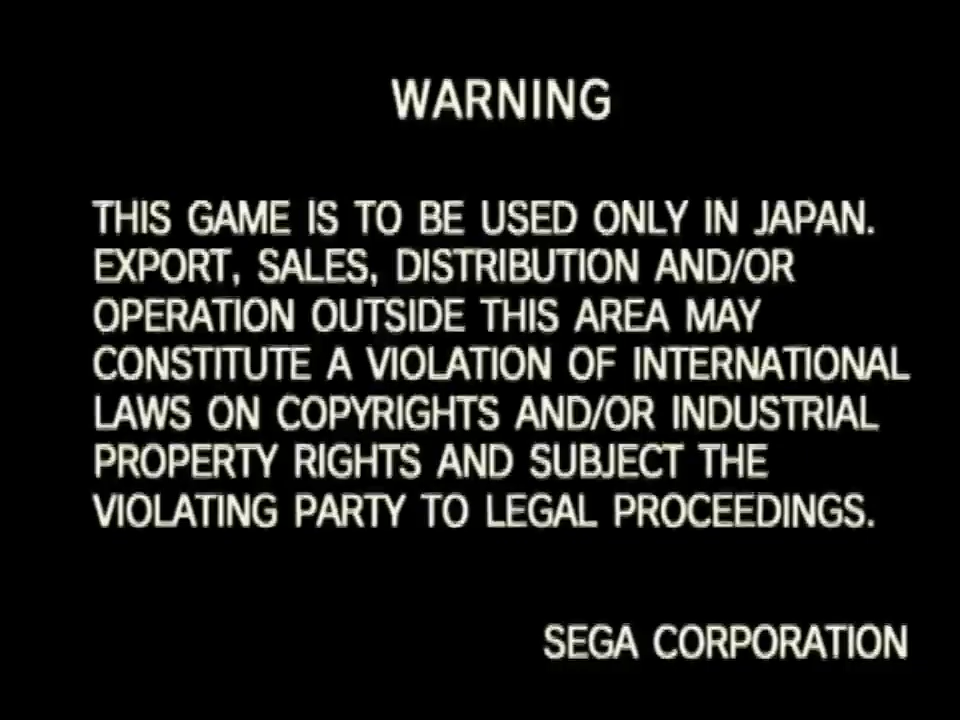 WARNING
THIS GAME IS TO BE USED ONLY IN JAPAN.
EXPORT, SALES, DISTRIBUTION AND/OR
OPERATION OUTSIDE THIS AREA MAY
CONSTITUTE A VIOLATION OF INTERNATIONAL
LAWS ON COPYRIGHTS AND/OR INDUSTRIAL
PROPERTY RIGHTS AND SUBJECT THE
VIOLATING PARTY TO LEGAL PROCEEDINGS.
SEGA CORPORATION